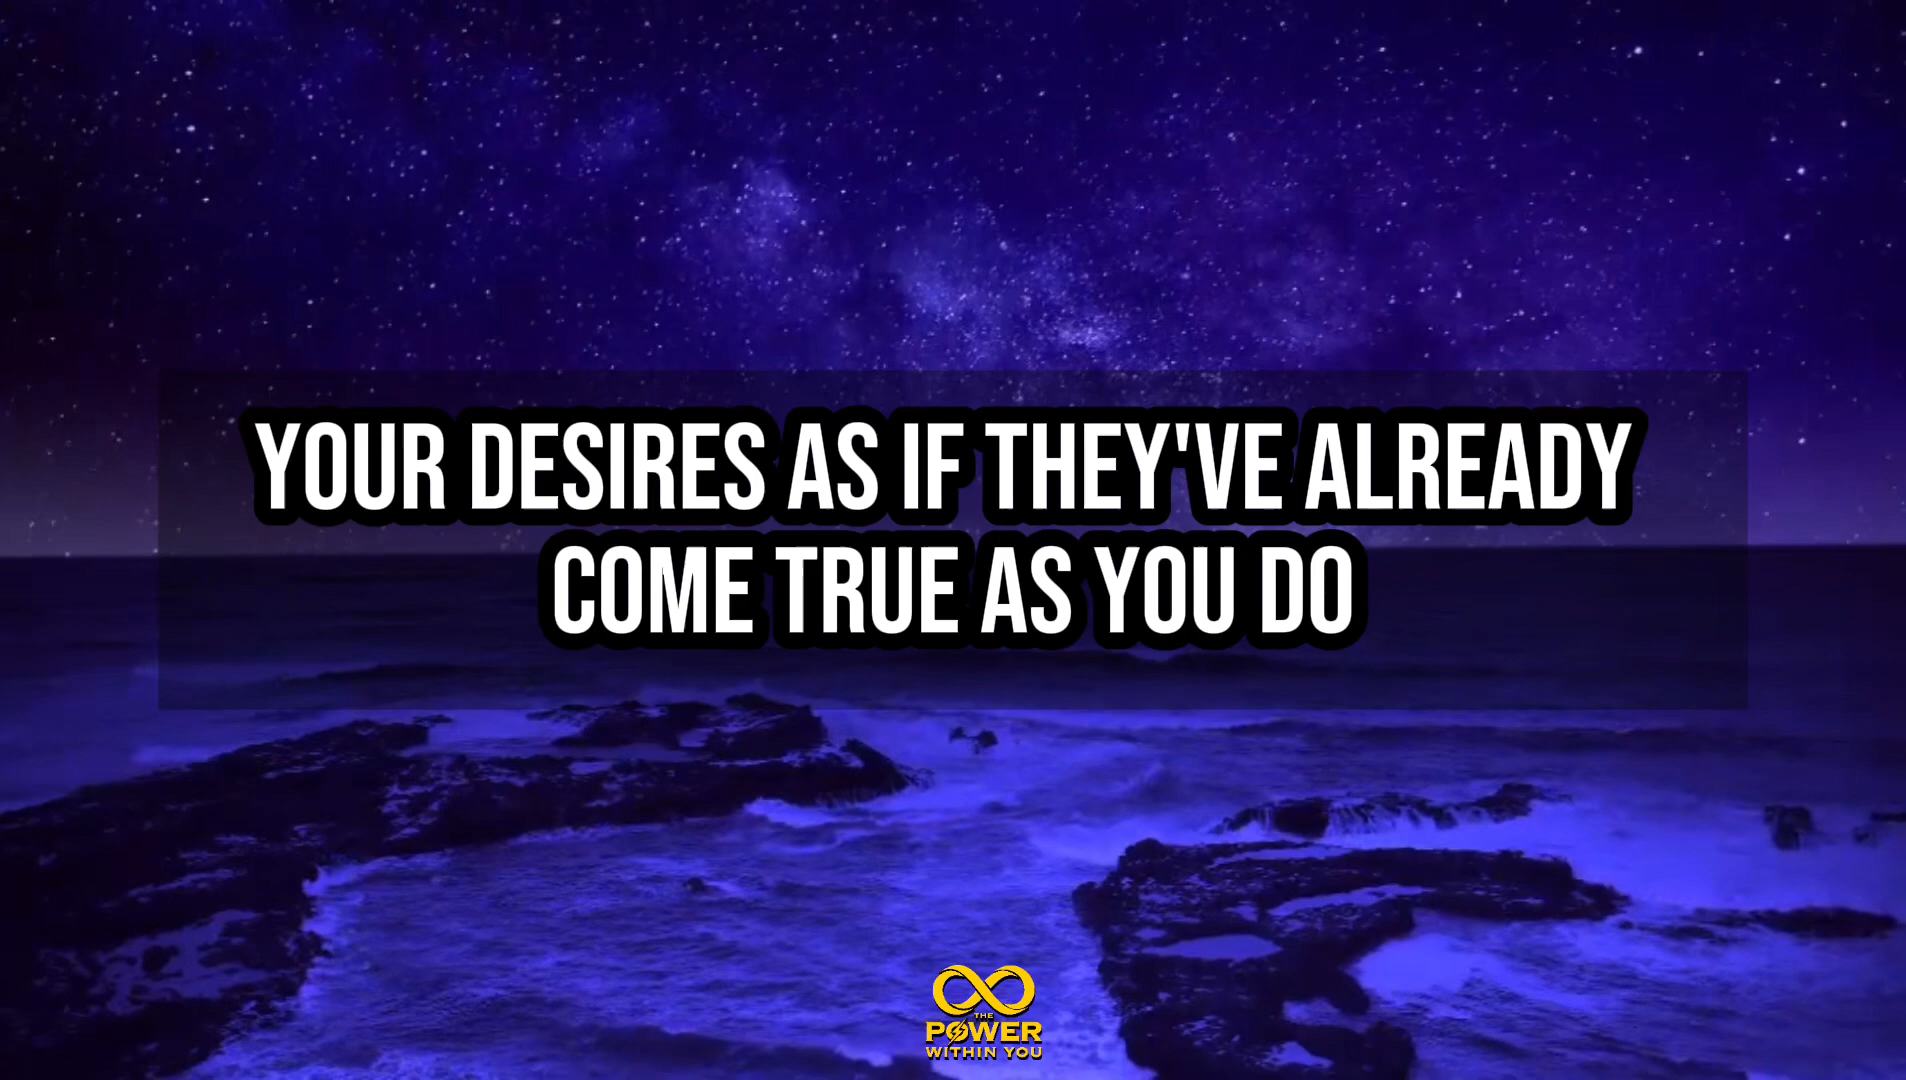 YOUR DESIRES AS IF THEY'VE ALREADY
COME TRUE AS YOU DO
THE
POWER
WITHIN YOU